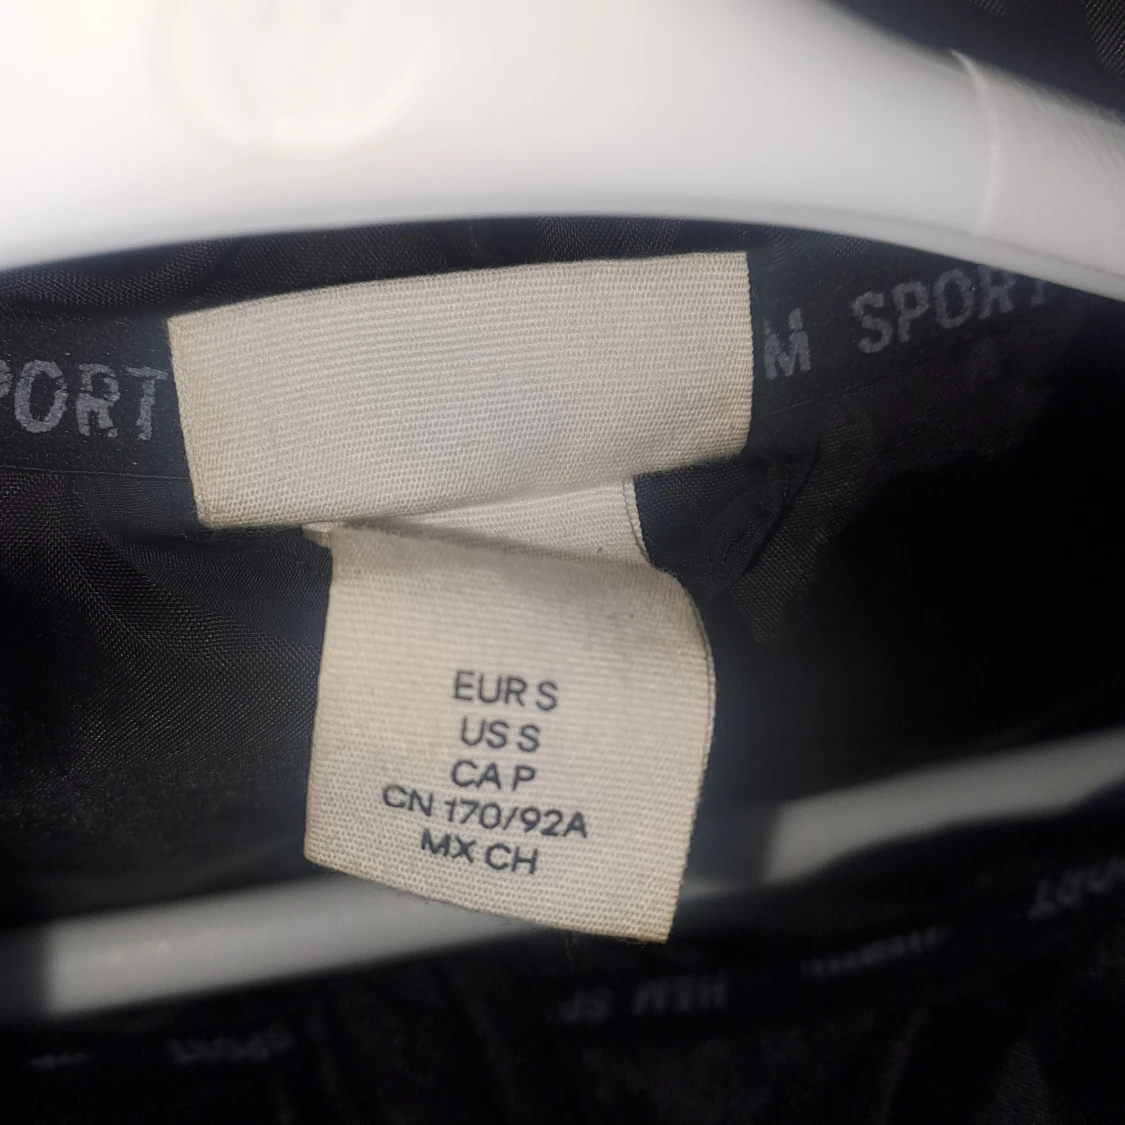 PORT
M SPORT
EUR S
US S
CA P
CN 170/92A
MX CH